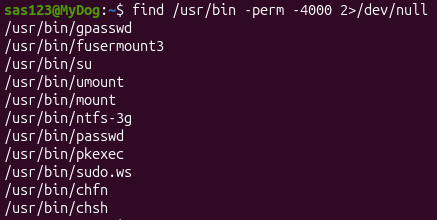 sas123@MyDog:~$ find /usr/bin -perm -4000 2>/dev/null
/usr/bin/gpasswd
/usr/bin/fusermount3
/usr/bin/su
/usr/bin/umount
/usr/bin/mount
/usr/bin/ntfs-3g
/usr/bin/passwd
/usr/bin/pkexec
/usr/bin/sudo.ws
/usr/bin/chfn
/usr/bin/chsh